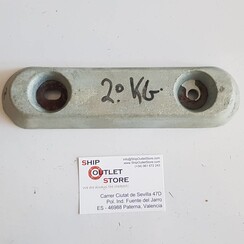 2.0 KG.
SHIP
OUTLET
STORE
Carrer Ciutat de Sevilla 47D
Pol. Ind. Fuente del Jarro
ES - 46988 Paterna, Valencia